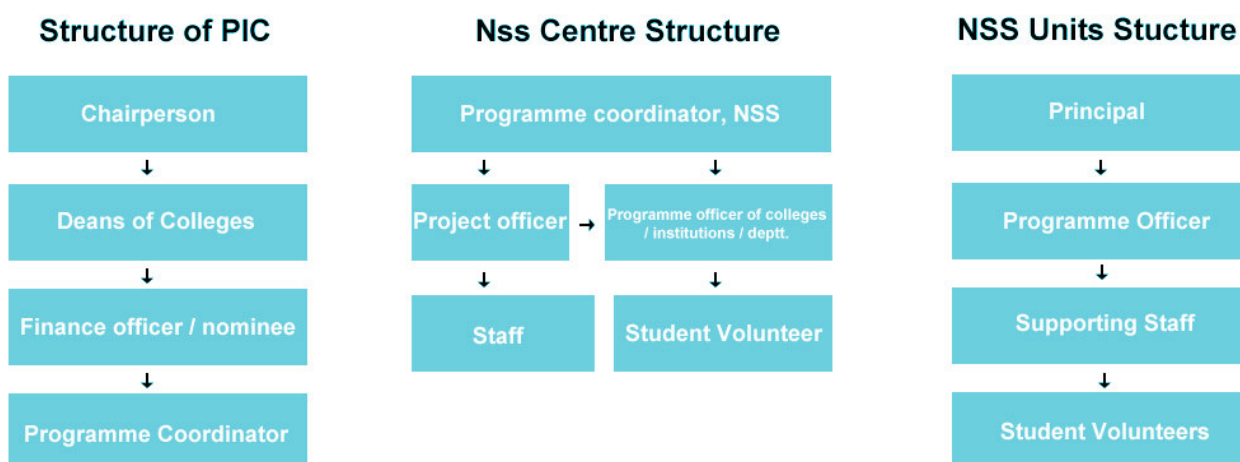 Structure of PIC
Chairperson
Deans of Colleges
Finance officer / nominee
Programme Coordinator
Nss Centre Structure
Programme coordinator, NSS
Project officer
Programme officer of colleges
/ institutions / deptt.
Staff
Student Volunteer
NSS Units Stucture
Principal
Programme Officer
Supporting Staff
Student Volunteers